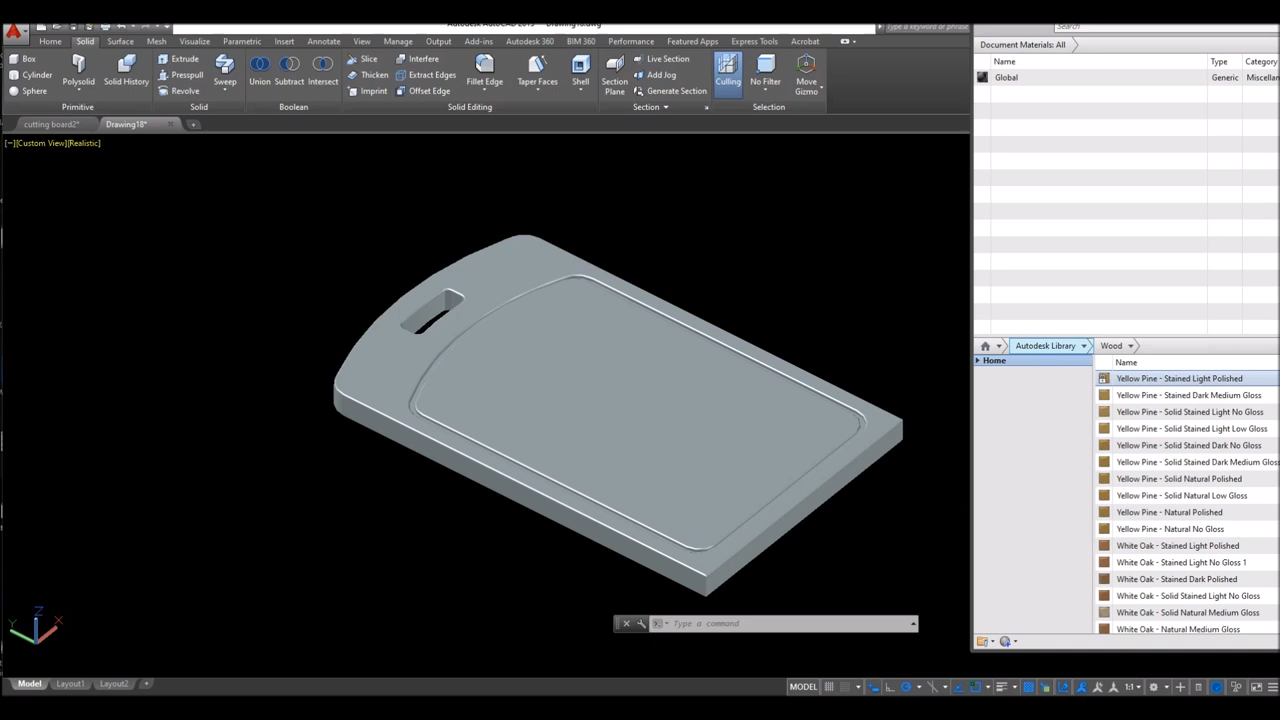 Autodesk AutoCAD 2015 Drawing18.dwg
Type a keyword or phrase
Search
Home Solid Surface Mesh Visualize Parametric Insert Annotate View Manage Output Add-ins Autodesk 360 BIM 360 Performance Featured Apps Express Tools Acrobat
Document Materials: All
Box Extrude Slice Interfere Live Section
Name Type Category
Cylinder Polysolid Solid History Presspull Sweep Union Subtract Intersect Thicken Extract Edges Fillet Edge Taper Faces Shell Section Plane Add Jog Culling No Filter Move Gizmo
Global Generic Miscellan
Sphere Revolve Imprint Offset Edge Generate Section
Primitive Solid Boolean Solid Editing Section Selection
cutting board2* Drawing18*
[−][Custom View][Realistic]
Autodesk Library Wood
Home Name
Yellow Pine - Stained Light Polished
Yellow Pine - Stained Dark Medium Gloss
Yellow Pine - Solid Stained Light No Gloss
Yellow Pine - Solid Stained Light Low Gloss
Yellow Pine - Solid Stained Dark No Gloss
Yellow Pine - Solid Stained Dark Medium Gloss
Yellow Pine - Solid Natural Polished
Yellow Pine - Solid Natural Low Gloss
Yellow Pine - Natural Polished
Yellow Pine - Natural No Gloss
White Oak - Stained Light Polished
White Oak - Stained Light No Gloss 1
White Oak - Stained Dark Polished
White Oak - Solid Stained Light No Gloss
White Oak - Solid Natural Medium Gloss
White Oak - Natural Medium Gloss
Type a command
Z
Y X
Model Layout1 Layout2 +
MODEL 1:1